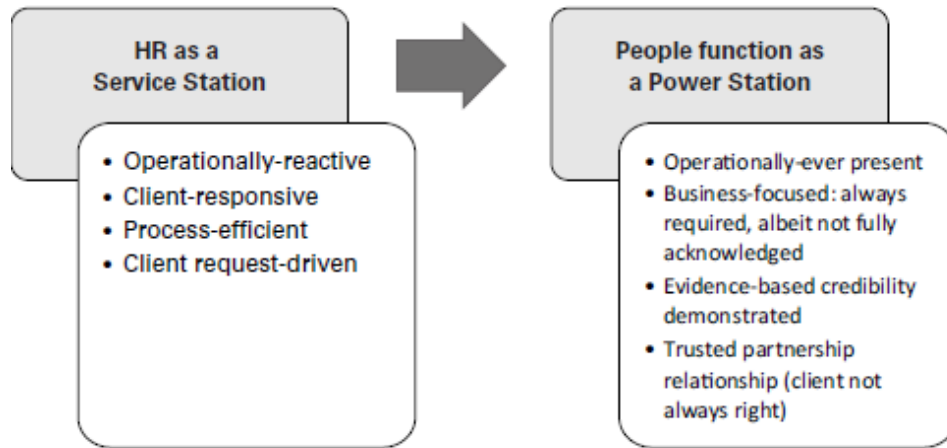 HR as a
Service Station
• Operationally-reactive
• Client-responsive
• Process-efficient
• Client request-driven
People function as
a Power Station
• Operationally-ever present
• Business-focused: always
required, albeit not fully
acknowledged
• Evidence-based credibility
demonstrated
• Trusted partnership
relationship (client not
always right)